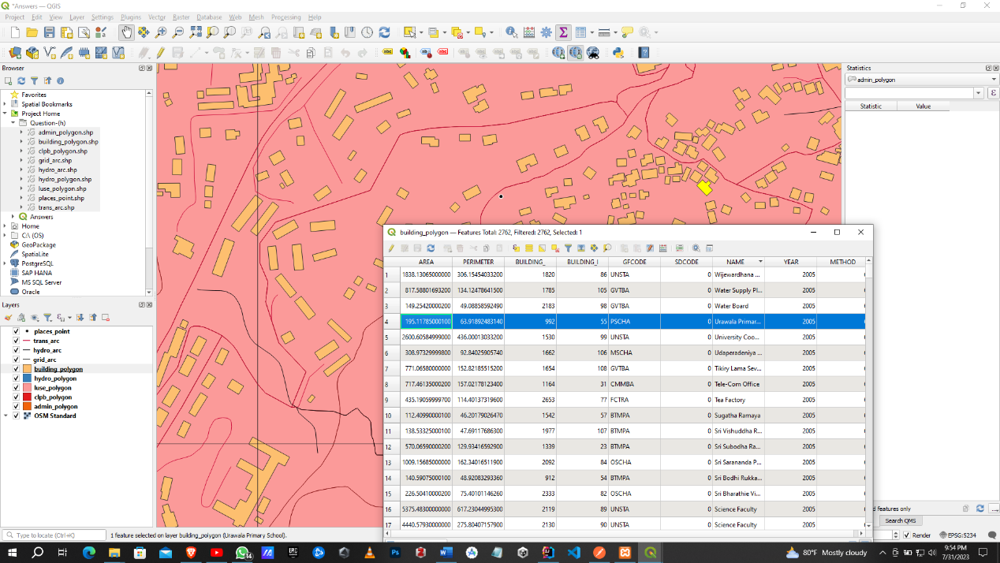 *Answers — QGIS
Project Edit View Layer Settings Plugins Vector Raster Database Web Mesh Processing Help
Browser
Favorites
Spatial Bookmarks
Project Home
Question-(h)
admin_polygon.shp
building_polygon.shp
clpb_polygon.shp
grid_arc.shp
hydro_arc.shp
hydro_polygon.shp
luse_polygon.shp
places_point.shp
trans_arc.shp
Answers
Home
C:\ (OS)
GeoPackage
SpatiaLite
PostgreSQL
SAP HANA
MS SQL Server
Oracle
Layers
places_point
trans_arc
hydro_arc
grid_arc
building_polygon
hydro_polygon
luse_polygon
clpb_polygon
admin_polygon
OSM Standard
Statistics
admin_polygon
Statistic Value
building_polygon — Features Total: 2762, Filtered: 2762, Selected: 1
AREA PERIMETER BUILDING_ BUILDING_I GFCODE SDCODE NAME YEAR METHOD
1 1838.13065000000 306.15454033200 1820 86 UNSTA 0 Wijewardhana ... 2005
2 817.58801693200 134.12478641500 1785 105 GVTBA 0 Water Supply Pl... 2005
3 149.25420000200 49.08858592490 2183 98 GVTBA 0 Water Board 2005
4 195.11785000100 63.91892483140 992 55 PSCHA 0 Urawala Primar... 2005
5 2600.60584999000 436.00013033200 1530 99 UNSTA 0 University Coo... 2005
6 308.97329999800 92.84025905740 1662 106 MSCHA 0 Udaperadeniya ... 2005
7 771.06580000000 152.82185515200 1654 108 GVTBA 0 Tikiry Lama Sev... 2005
8 717.46135000200 157.02178123400 1164 31 CMMBA 0 Tele-Com Office 2005
9 435.19059999700 114.40137319600 2653 77 FCTRA 0 Tea Factory 2005
10 112.40990000100 46.20179026470 1542 57 BTMPA 0 Sugatha Ramaya 2005
11 138.53325000100 47.69117686300 1977 107 BTMPA 0 Sri Vishuddha R... 2005
12 570.06590000200 129.93416592900 1339 23 BTMPA 0 Sri Subodha Ra... 2005
13 1009.15685000000 162.34016511900 2092 84 OSCHA 0 Sri Sarananda P... 2005
14 140.59075000100 48.92083293360 912 54 BTMPA 0 Sri Bodhi Rukka... 2005
15 226.50410000200 75.40101146260 2333 82 OSCHA 0 Sri Bharathie Vi... 2005
16 5375.48300000000 617.23044995300 2119 89 UNSTA 0 Science Faculty 2005
17 4440.57930000000 275.80407157900 2130 90 UNSTA 0 Science Faculty 2005
d features only
Search QMS
Type to locate (Ctrl+K)
1 feature selected on layer building_polygon (Urawala Primary School).
Render EPSG:5234
14
80°F Mostly cloudy
9:54 PM
7/31/2023